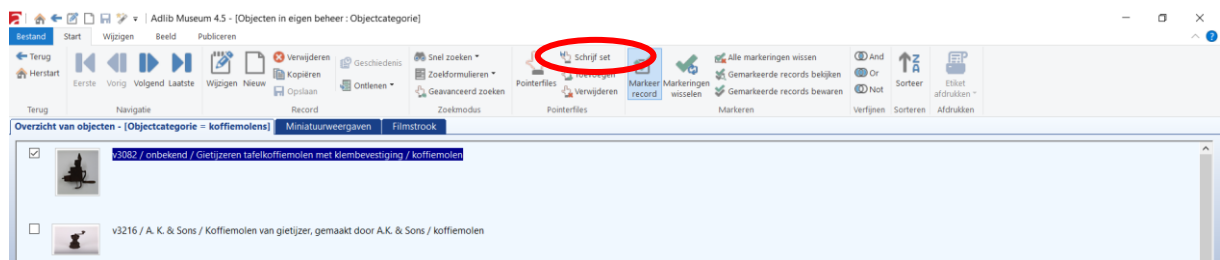 Adlib Museum 4.5 - [Objecten in eigen beheer : Objectcategorie]
Bestand Start Wijzigen Beeld Publiceren
Terug
Herstart
Terug
Eerste Vorig Volgend Laatste
Navigatie
Wijzigen Nieuw
Verwijderen
Kopiëren
Opslaan
Geschiedenis
Ontlenen
Record
Snel zoeken
Zoekformulieren
Geavanceerd zoeken
Zoekmodus
Pointerfiles
Schrijf set
Toevoegen
Verwijderen
Pointerfiles
Markeer record
Markeringen wisselen
Alle markeringen wissen
Gemarkeerde records bekijken
Gemarkeerde records bewaren
Markeren
And
Or
Not
Verfijnen
Sorteer
Sorteren
Etiket afdrukken
Afdrukken
Overzicht van objecten - [Objectcategorie = koffiemolens] Miniatuurweergaven Filmstrook
v3082 / onbekend / Gietijzeren tafelkoffiemolen met klembevestiging / koffiemolen
v3216 / A. K. & Sons / Koffiemolen van gietijzer, gemaakt door A.K. & Sons / koffiemolen